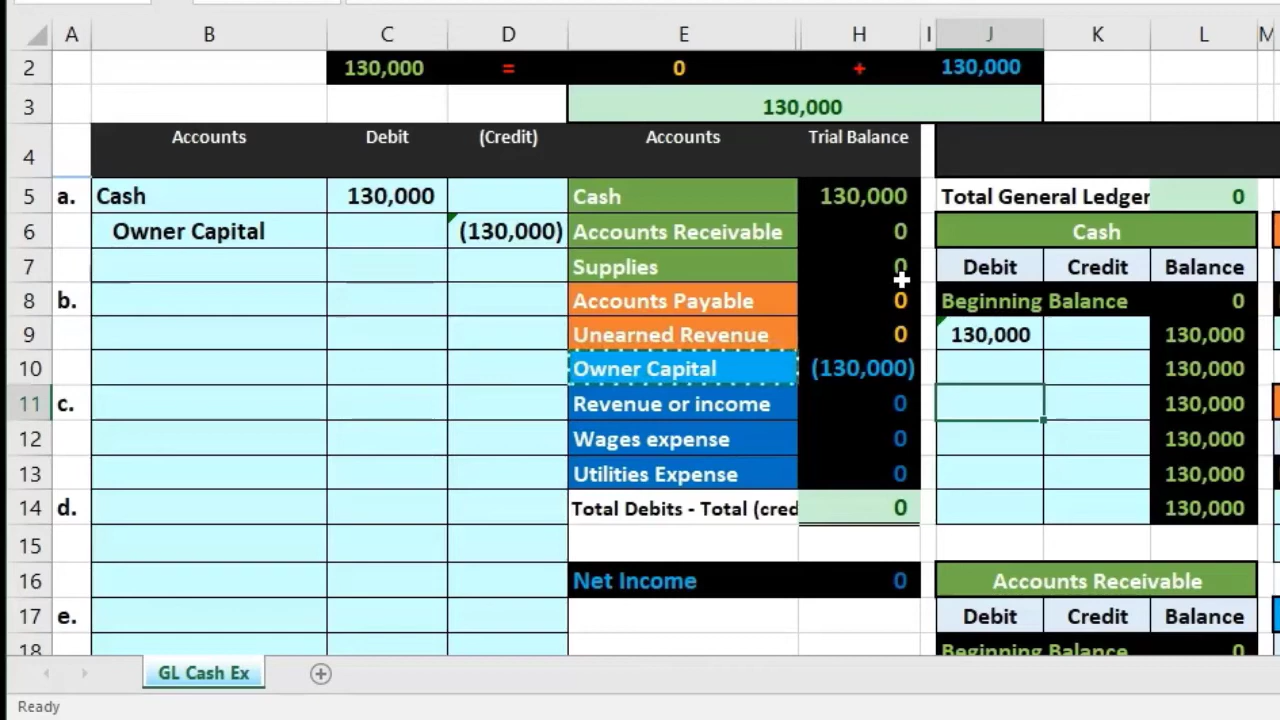 A B C D E H I J K L M
2 130,000 = 0 + 130,000
3 130,000
4 Accounts Debit (Credit) Accounts Trial Balance
5 a. Cash 130,000 Cash 130,000 Total General Ledger 0
6 Owner Capital (130,000) Accounts Receivable 0 Cash
7 Supplies 0 Debit Credit Balance
8 b. Accounts Payable 0 Beginning Balance 0
9 Unearned Revenue 0 130,000 130,000
10 Owner Capital (130,000) 130,000
11 c. Revenue or income 0 130,000
12 Wages expense 0 130,000
13 Utilities Expense 0 130,000
14 d. Total Debits - Total (cred 0 130,000
15
16 Net Income 0 Accounts Receivable
17 e. Debit Credit Balance
18 Beginning Balance 0
GL Cash Ex
Ready